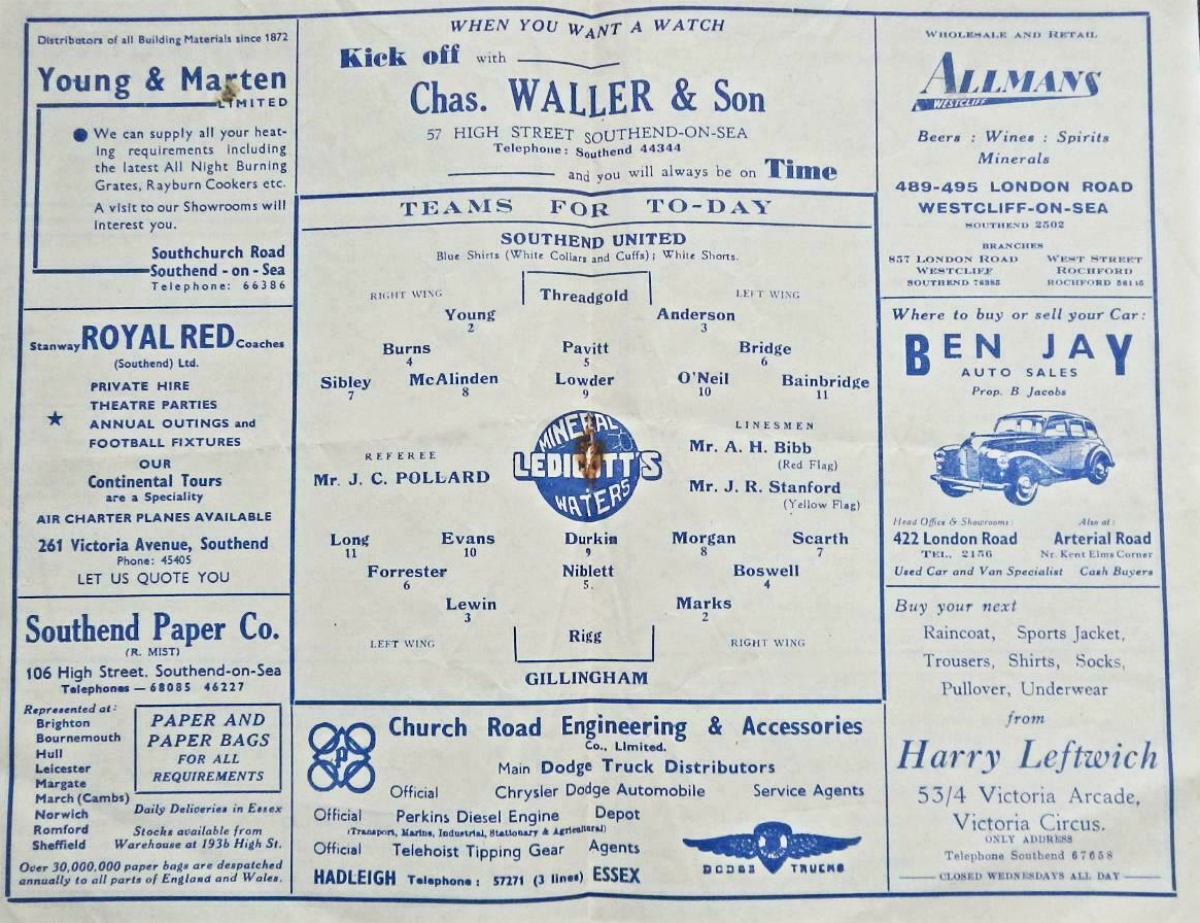 Distributors of all Building Materials since 1872
Young & Marten
LIMITED
We can supply all your heat-
ing requirements including
the latest All Night Burning
Grates, Rayburn Cookers etc.
A visit to our Showrooms will
interest you.
Southchurch Road
Southend - on - Sea
Telephone: 66386
Stanway ROYAL RED Coaches
(Southend) Ltd.
PRIVATE HIRE
THEATRE PARTIES
ANNUAL OUTINGS and
FOOTBALL FIXTURES
OUR
Continental Tours
are a Speciality
AIR CHARTER PLANES AVAILABLE
261 Victoria Avenue, Southend
Phone: 45405
LET US QUOTE YOU
Southend Paper Co.
(R. MIST)
106 High Street. Southend-on-Sea
Telephones — 68085 46227
Represented at:
Brighton
Bournemouth
Hull
Leicester
Margate
March (Cambs)
Norwich
Romford
Sheffield
PAPER AND
PAPER BAGS
FOR ALL
REQUIREMENTS
Daily Deliveries in Essex
Stocks available from
Warehouse at 193b High St.
Over 30,000,000 paper bags are despatched
annually to all parts of England and Wales.
WHEN YOU WANT A WATCH
Kick off with
Chas. WALLER & Son
57 HIGH STREET SOUTHEND-ON-SEA
Telephone: Southend 44344
and you will always be on Time
TEAMS FOR TO-DAY
SOUTHEND UNITED
Blue Shirts (White Collars and Cuffs); White Shorts.
RIGHT WING Threadgold LEFT WING
Young Anderson
2 3
Burns Pavitt Bridge
4 5 6
Sibley McAlinden Lowder O'Neil Bainbridge
7 8 9 10 11
REFEREE
Mr. J. C. POLLARD
MINERAL
LEDICOTT'S
WATERS
LINESMEN
Mr. A. H. Bibb
(Red Flag)
Mr. J. R. Stanford
(Yellow Flag)
Long Evans Durkin Morgan Scarth
11 10 9 8 7
Forrester Niblett Boswell
6 5. 4
Lewin Marks
3 2
LEFT WING Rigg RIGHT WING
GILLINGHAM
P
Church Road Engineering & Accessories
Co., Limited.
Main Dodge Truck Distributors
Official Chrysler Dodge Automobile Service Agents
Official Perkins Diesel Engine Depot
(Transport, Marine, Industrial, Stationary & Agricultural)
Official Telehoist Tipping Gear Agents
HADLEIGH Telephone: 57271 (3 lines) ESSEX
DODGE TRUCKS
WHOLESALE AND RETAIL
ALLMANS
WESTCLIFF
Beers : Wines : Spirits
Minerals
489-495 LONDON ROAD
WESTCLIFF-ON-SEA
SOUTHEND 2502
BRANCHES
857 LONDON ROAD WEST STREET
WESTCLIFF ROCHFORD
SOUTHEND ROCHFORD
Where to buy or sell your Car:
BEN JAY
AUTO SALES
Prop. B Jacobs
Head Office & Showrooms: Also at:
422 London Road Arterial Road
TEL. 2156 Nr. Kent Elms Corner
Used Car and Van Specialist Cash Buyers
Buy your next
Raincoat, Sports Jacket,
Trousers, Shirts, Socks,
Pullover, Underwear
from
Harry Leftwich
53/4 Victoria Arcade,
Victoria Circus.
ONLY ADDRESS
Telephone Southend 67658
CLOSED WEDNESDAYS ALL DAY